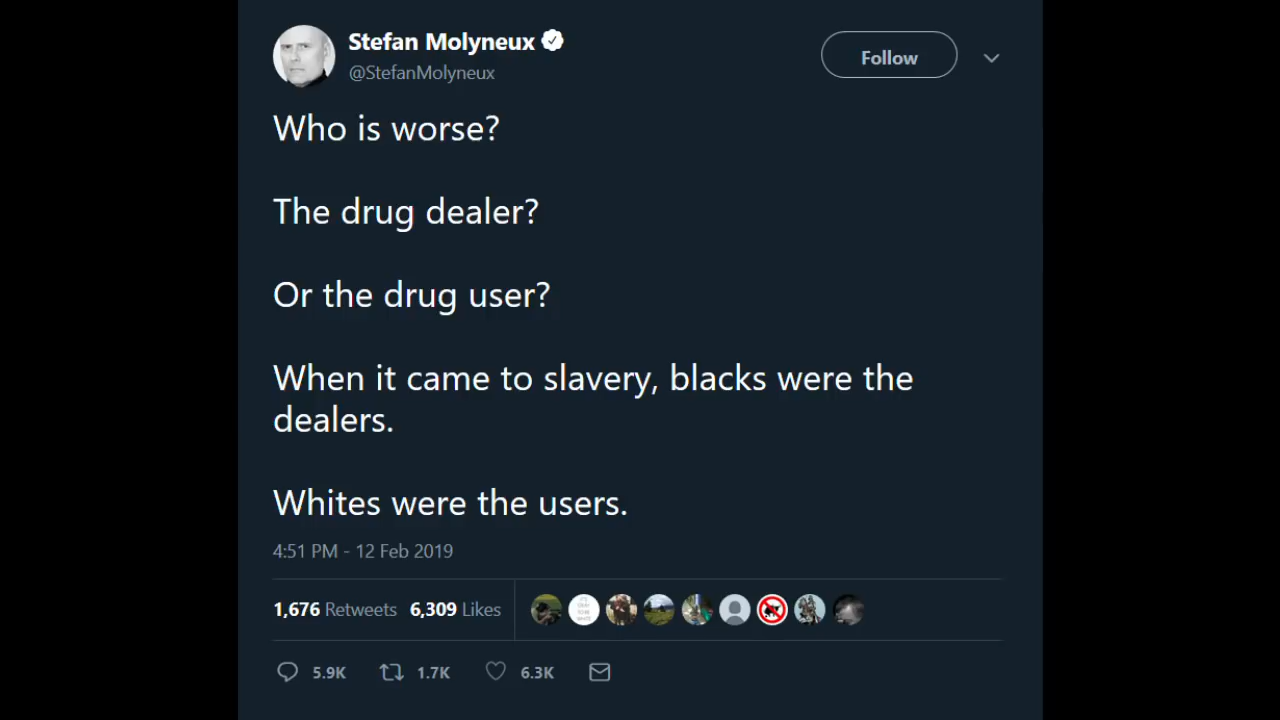 Stefan Molyneux
@StefanMolyneux
Follow
Who is worse?
The drug dealer?
Or the drug user?
When it came to slavery, blacks were the
dealers.
Whites were the users.
4:51 PM - 12 Feb 2019
1,676 Retweets 6,309 Likes
5.9K 1.7K 6.3K